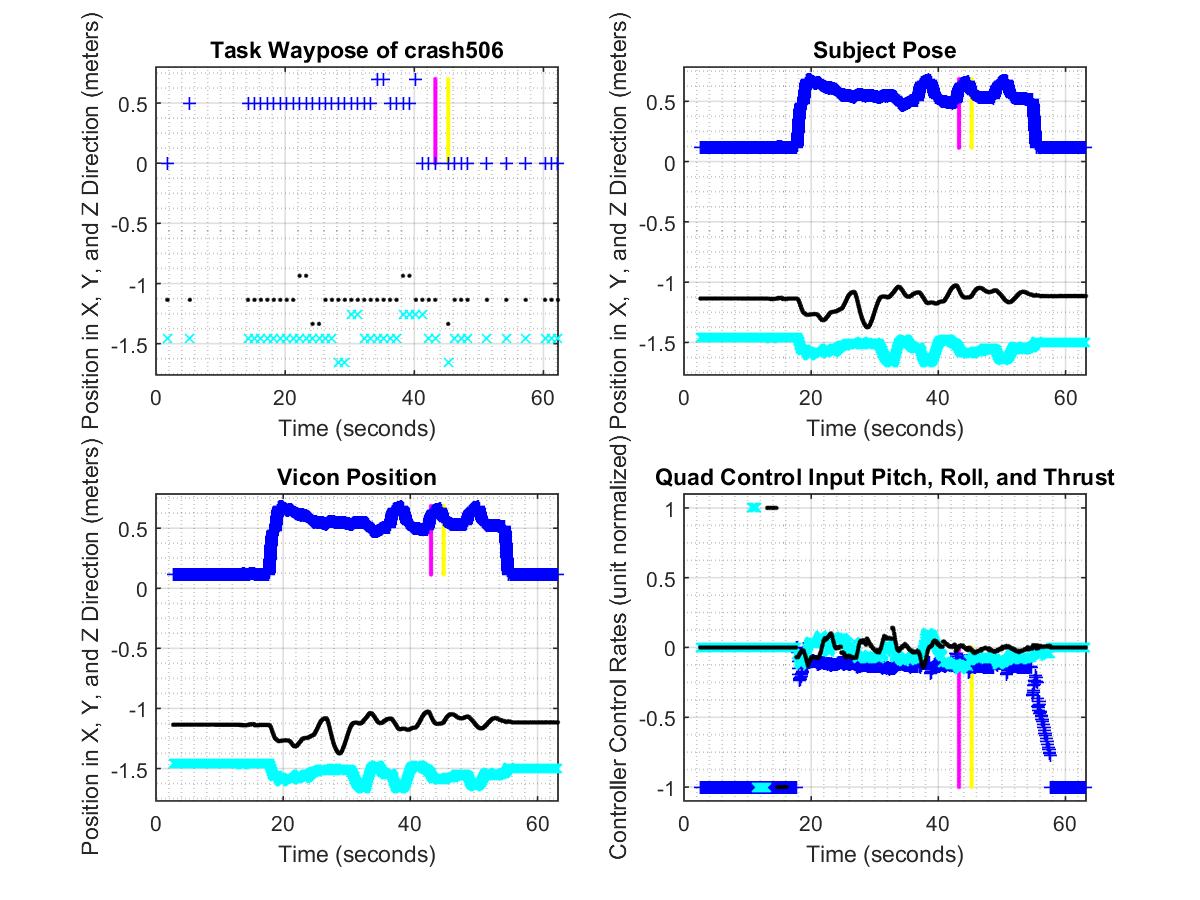 Task Waypose of crash506
Position in X, Y, and Z Direction (meters)
0.5
0
-0.5
-1
-1.5
0 20 40 60
Time (seconds)
Subject Pose
Position in X, Y, and Z Direction (meters)
0.5
0
-0.5
-1
-1.5
0 20 40 60
Time (seconds)
Vicon Position
Position in X, Y, and Z Direction (meters)
0.5
0
-0.5
-1
-1.5
0 20 40 60
Time (seconds)
Quad Control Input Pitch, Roll, and Thrust
Controller Control Rates (unit normalized)
1
0.5
0
-0.5
-1
0 20 40 60
Time (seconds)